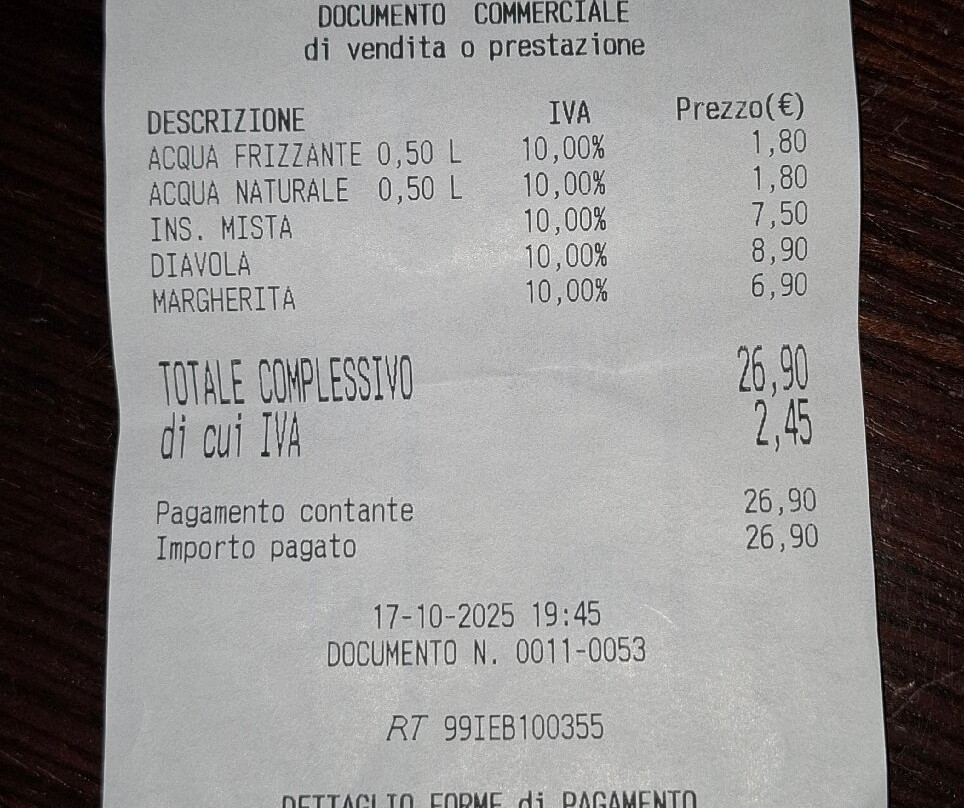 DOCUMENTO COMMERCIALE
di vendita o prestazione
DESCRIZIONE IVA Prezzo(€)
ACQUA FRIZZANTE 0,50 L 10,00% 1,80
ACQUA NATURALE 0,50 L 10,00% 1,80
INS. MISTA 10,00% 7,50
DIAVOLA 10,00% 8,90
MARGHERITA 10,00% 6,90
TOTALE COMPLESSIVO 26,90
di cui IVA 2,45
Pagamento contante 26,90
Importo pagato 26,90
17-10-2025 19:45
DOCUMENTO N. 0011-0053
RT 99IEB100355
DETTAGLIO FORME di PAGAMENTO